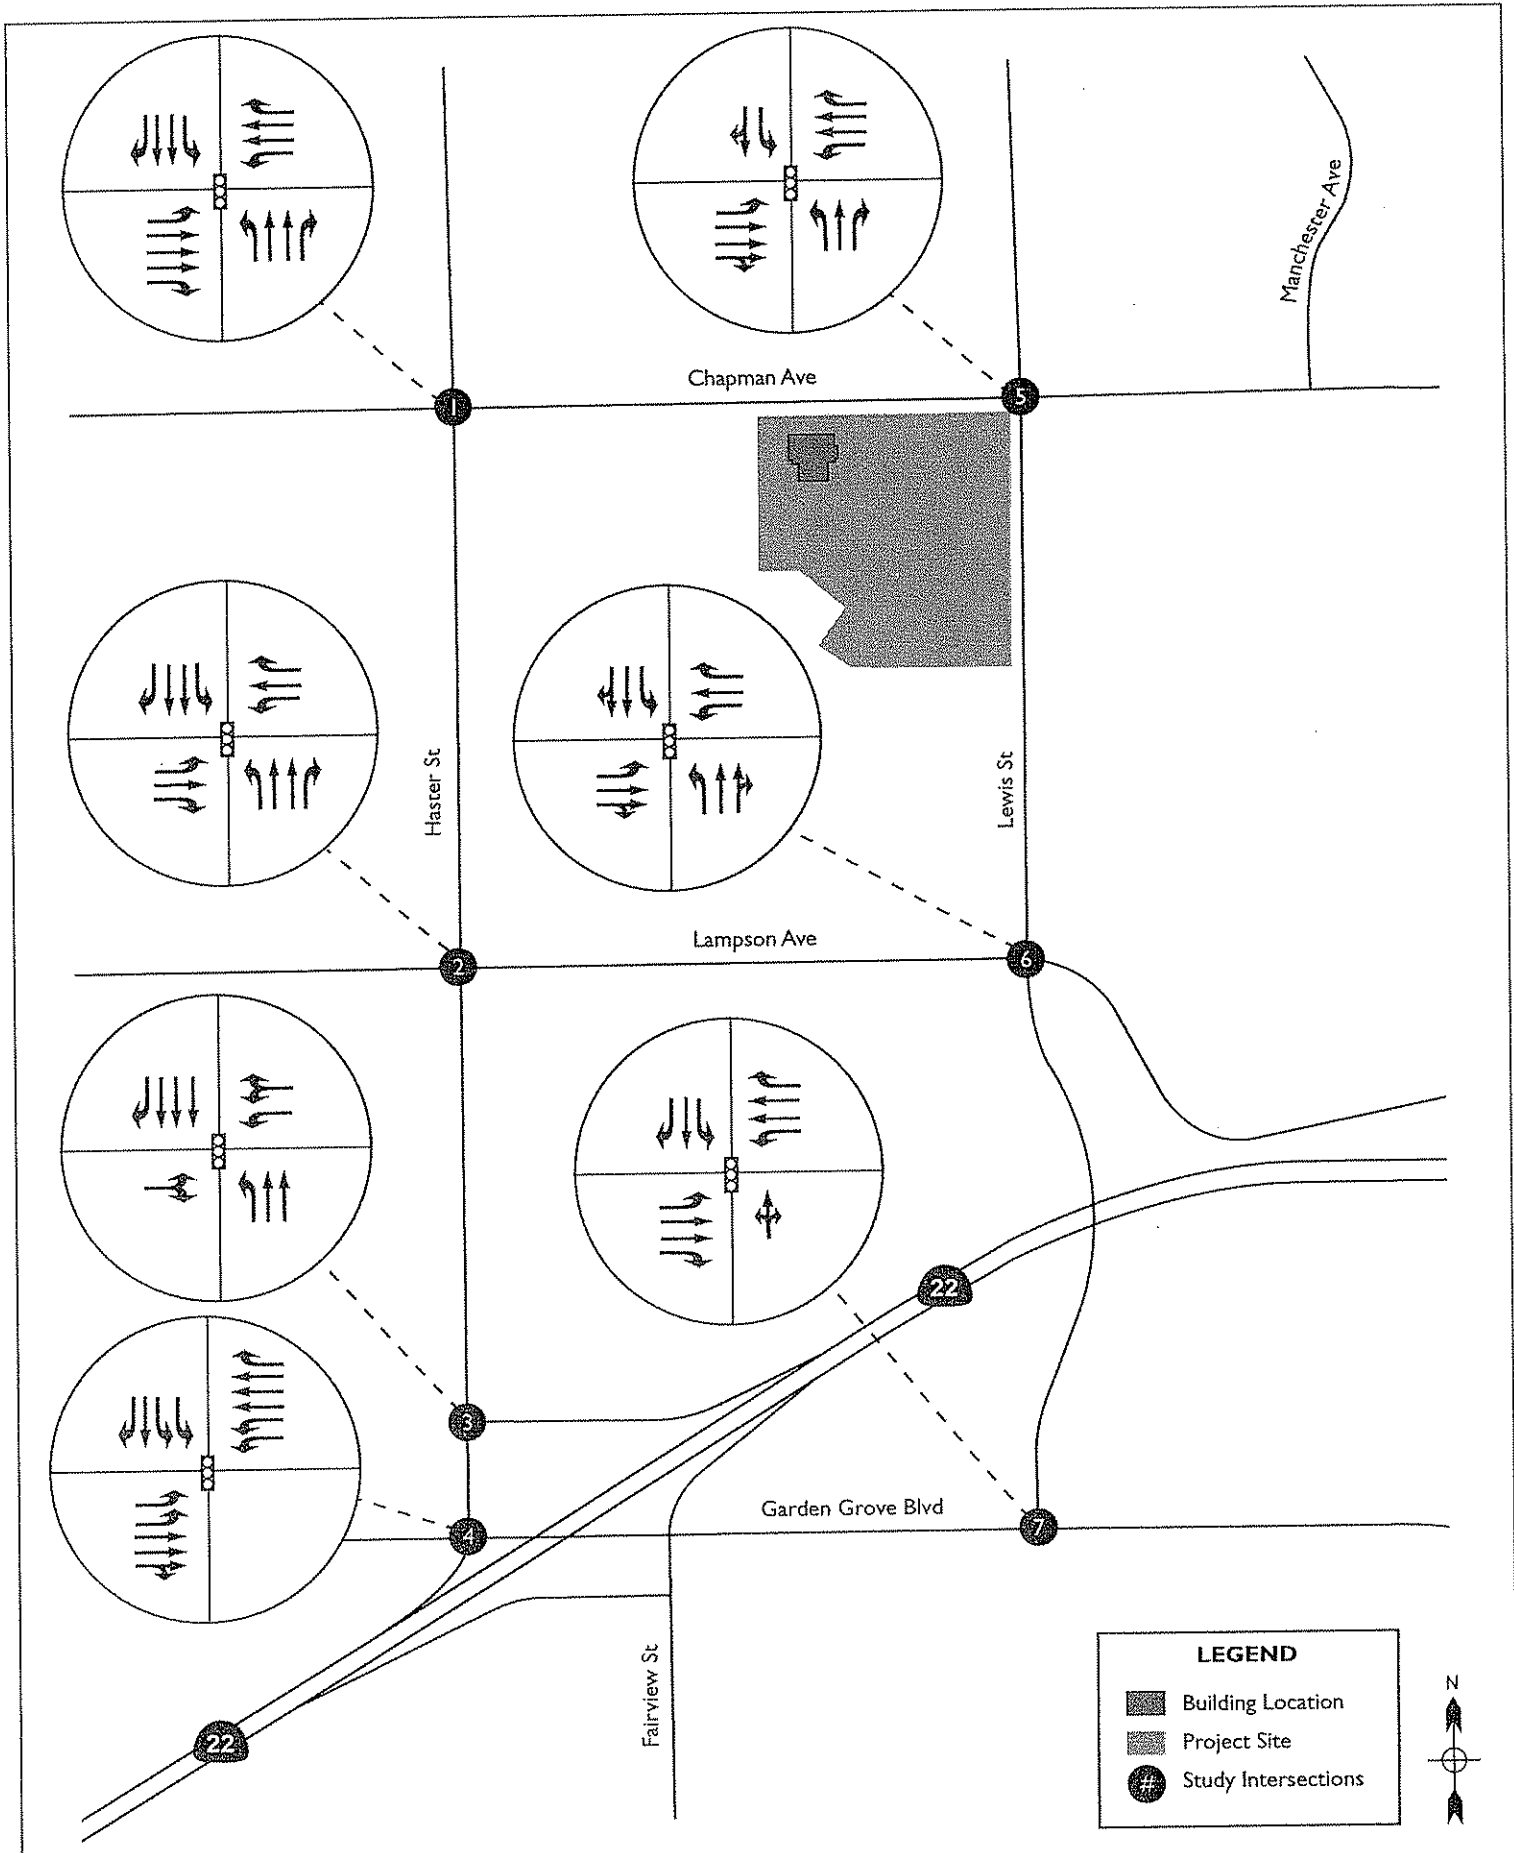 Manchester Ave
Chapman Ave
1
5
Haster St
Lewis St
Lampson Ave
2
6
22
3
Garden Grove Blvd
4
7
Fairview St
22
LEGEND
Building Location
Project Site
# Study Intersections
N